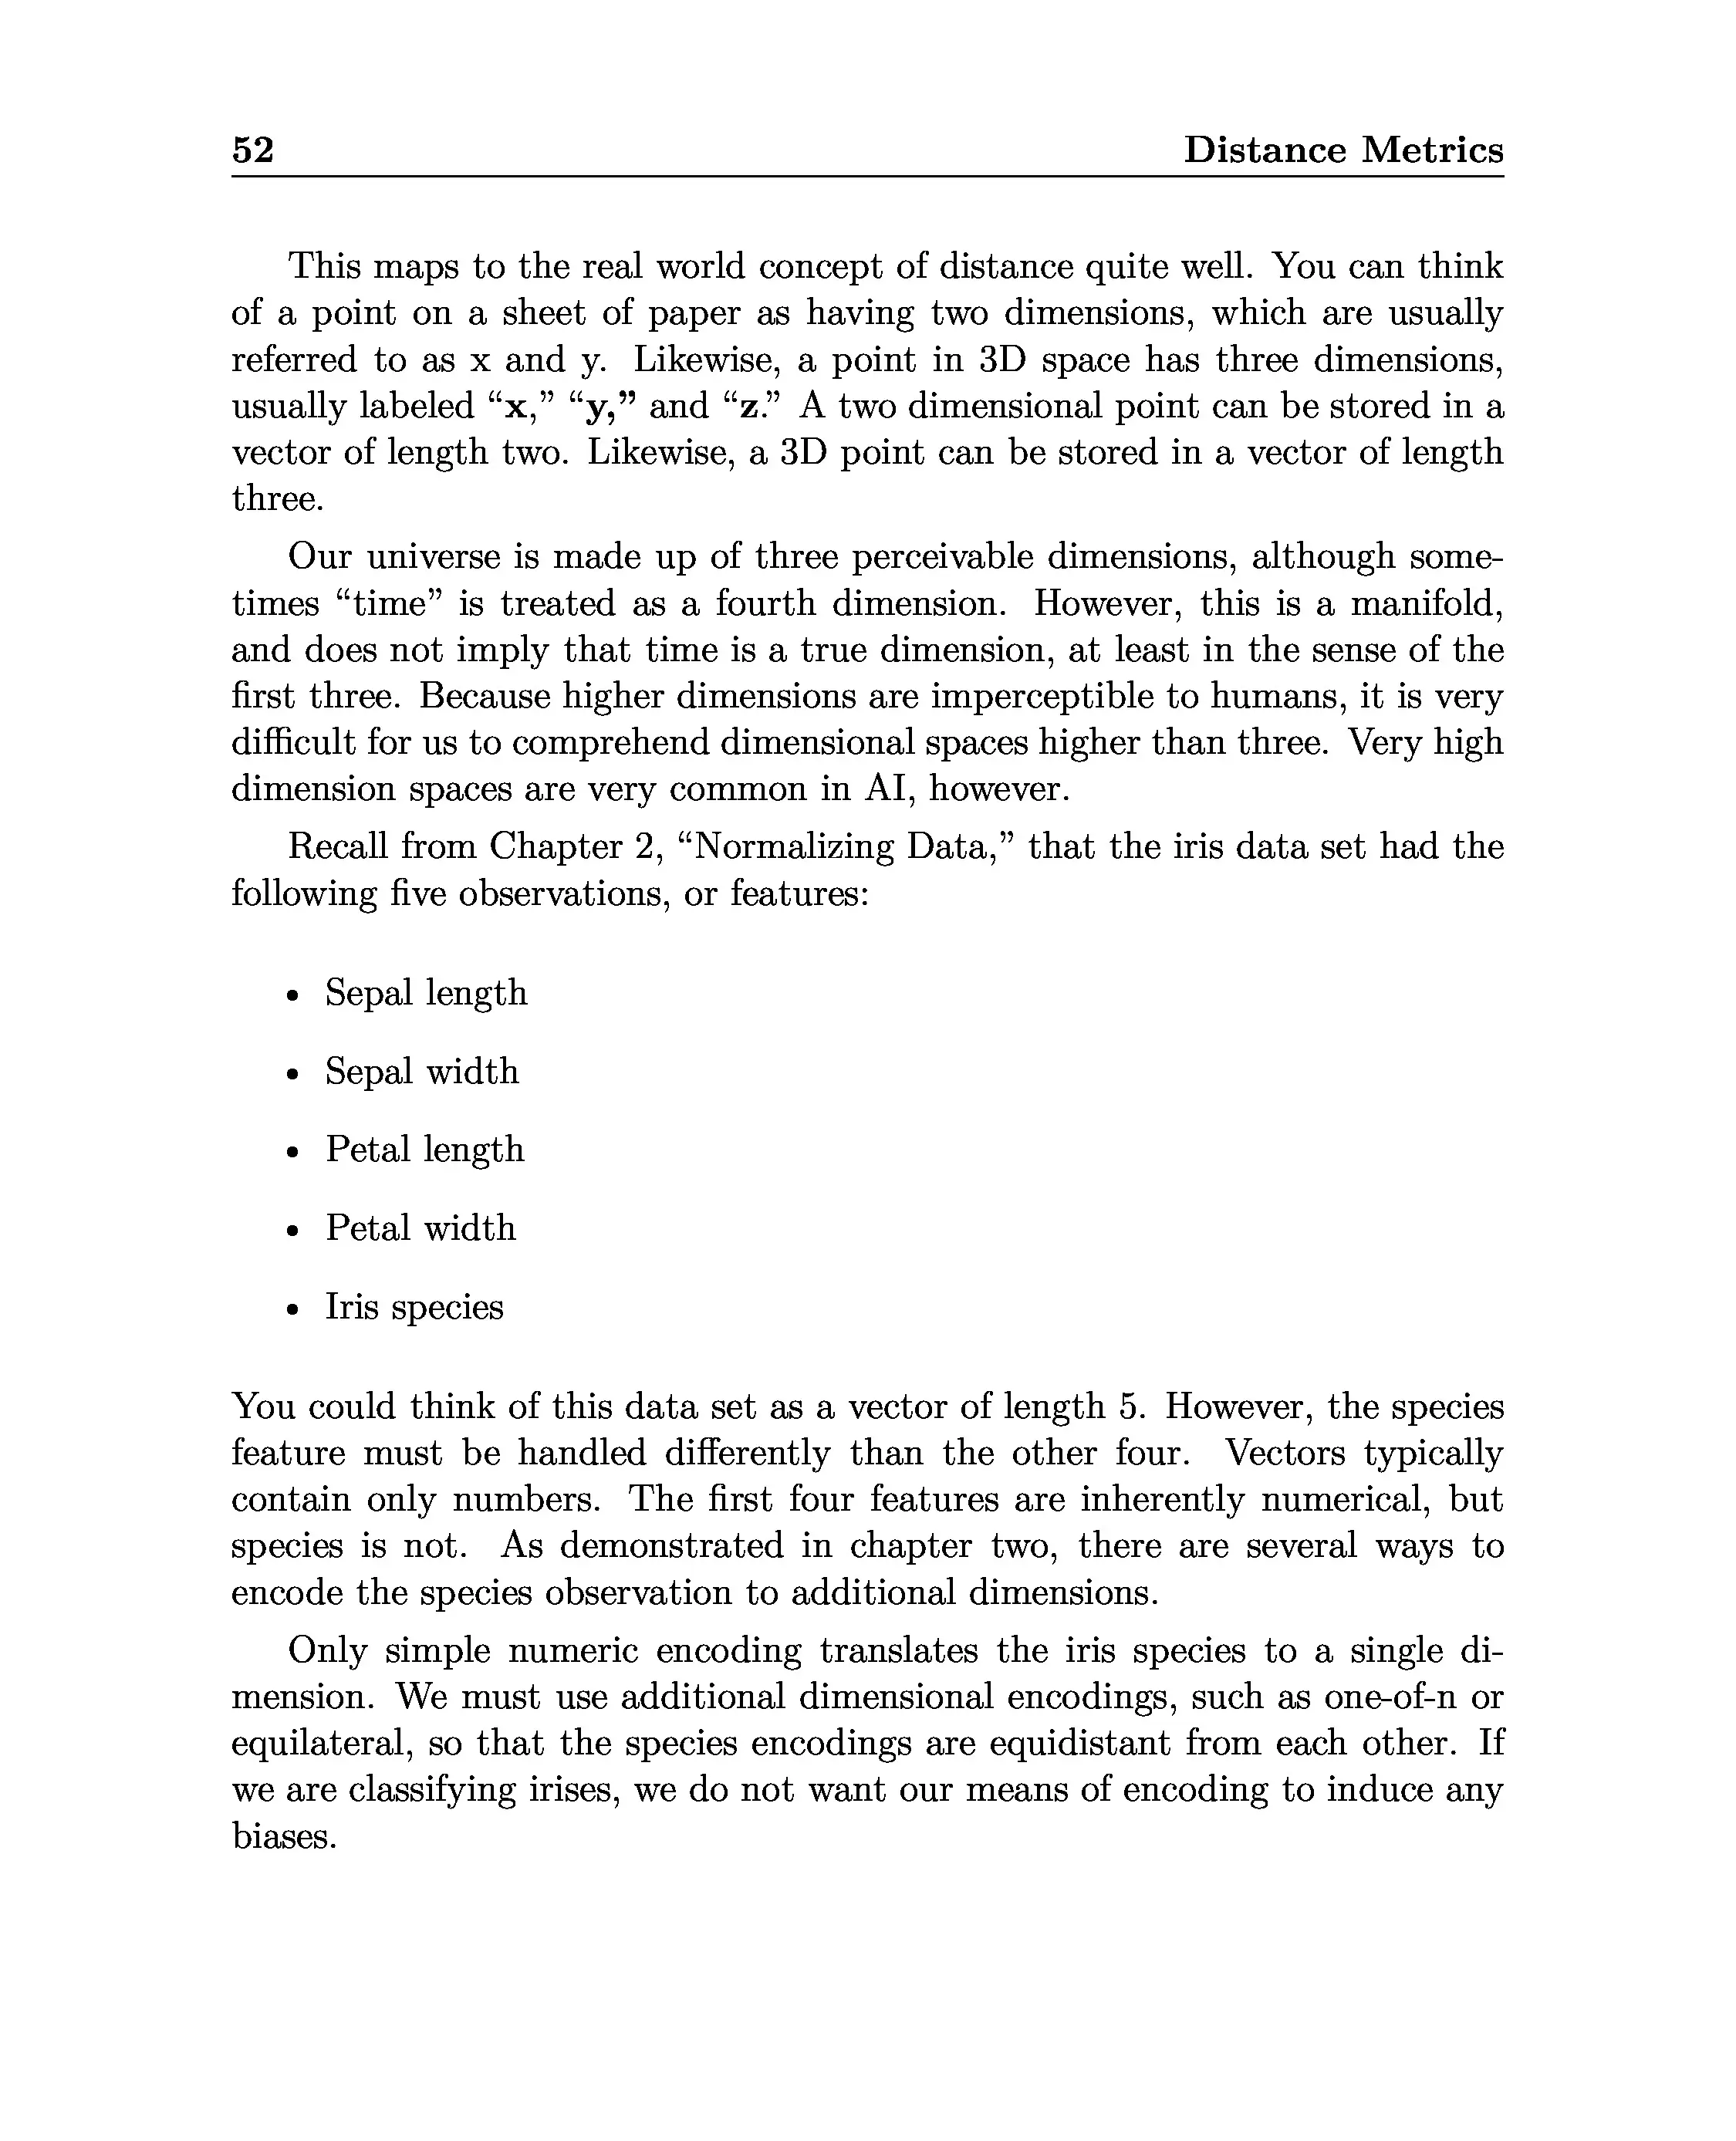 52 Distance Metrics
This maps to the real world concept of distance quite well. You can think
of a point on a sheet of paper as having two dimensions, which are usually
referred to as x and y. Likewise, a point in 3D space has three dimensions,
usually labeled “x,” “y,” and “z.” A two dimensional point can be stored in a
vector of length two. Likewise, a 3D point can be stored in a vector of length
three.
Our universe is made up of three perceivable dimensions, although some-
times “time” is treated as a fourth dimension. However, this is a manifold,
and does not imply that time is a true dimension, at least in the sense of the
first three. Because higher dimensions are imperceptible to humans, it is very
difficult for us to comprehend dimensional spaces higher than three. Very high
dimension spaces are very common in AI, however.
Recall from Chapter 2, “Normalizing Data,” that the iris data set had the
following five observations, or features:
• Sepal length
• Sepal width
• Petal length
• Petal width
• Iris species
You could think of this data set as a vector of length 5. However, the species
feature must be handled differently than the other four. Vectors typically
contain only numbers. The first four features are inherently numerical, but
species is not. As demonstrated in chapter two, there are several ways to
encode the species observation to additional dimensions.
Only simple numeric encoding translates the iris species to a single di-
mension. We must use additional dimensional encodings, such as one-of-n or
equilateral, so that the species encodings are equidistant from each other. If
we are classifying irises, we do not want our means of encoding to induce any
biases.